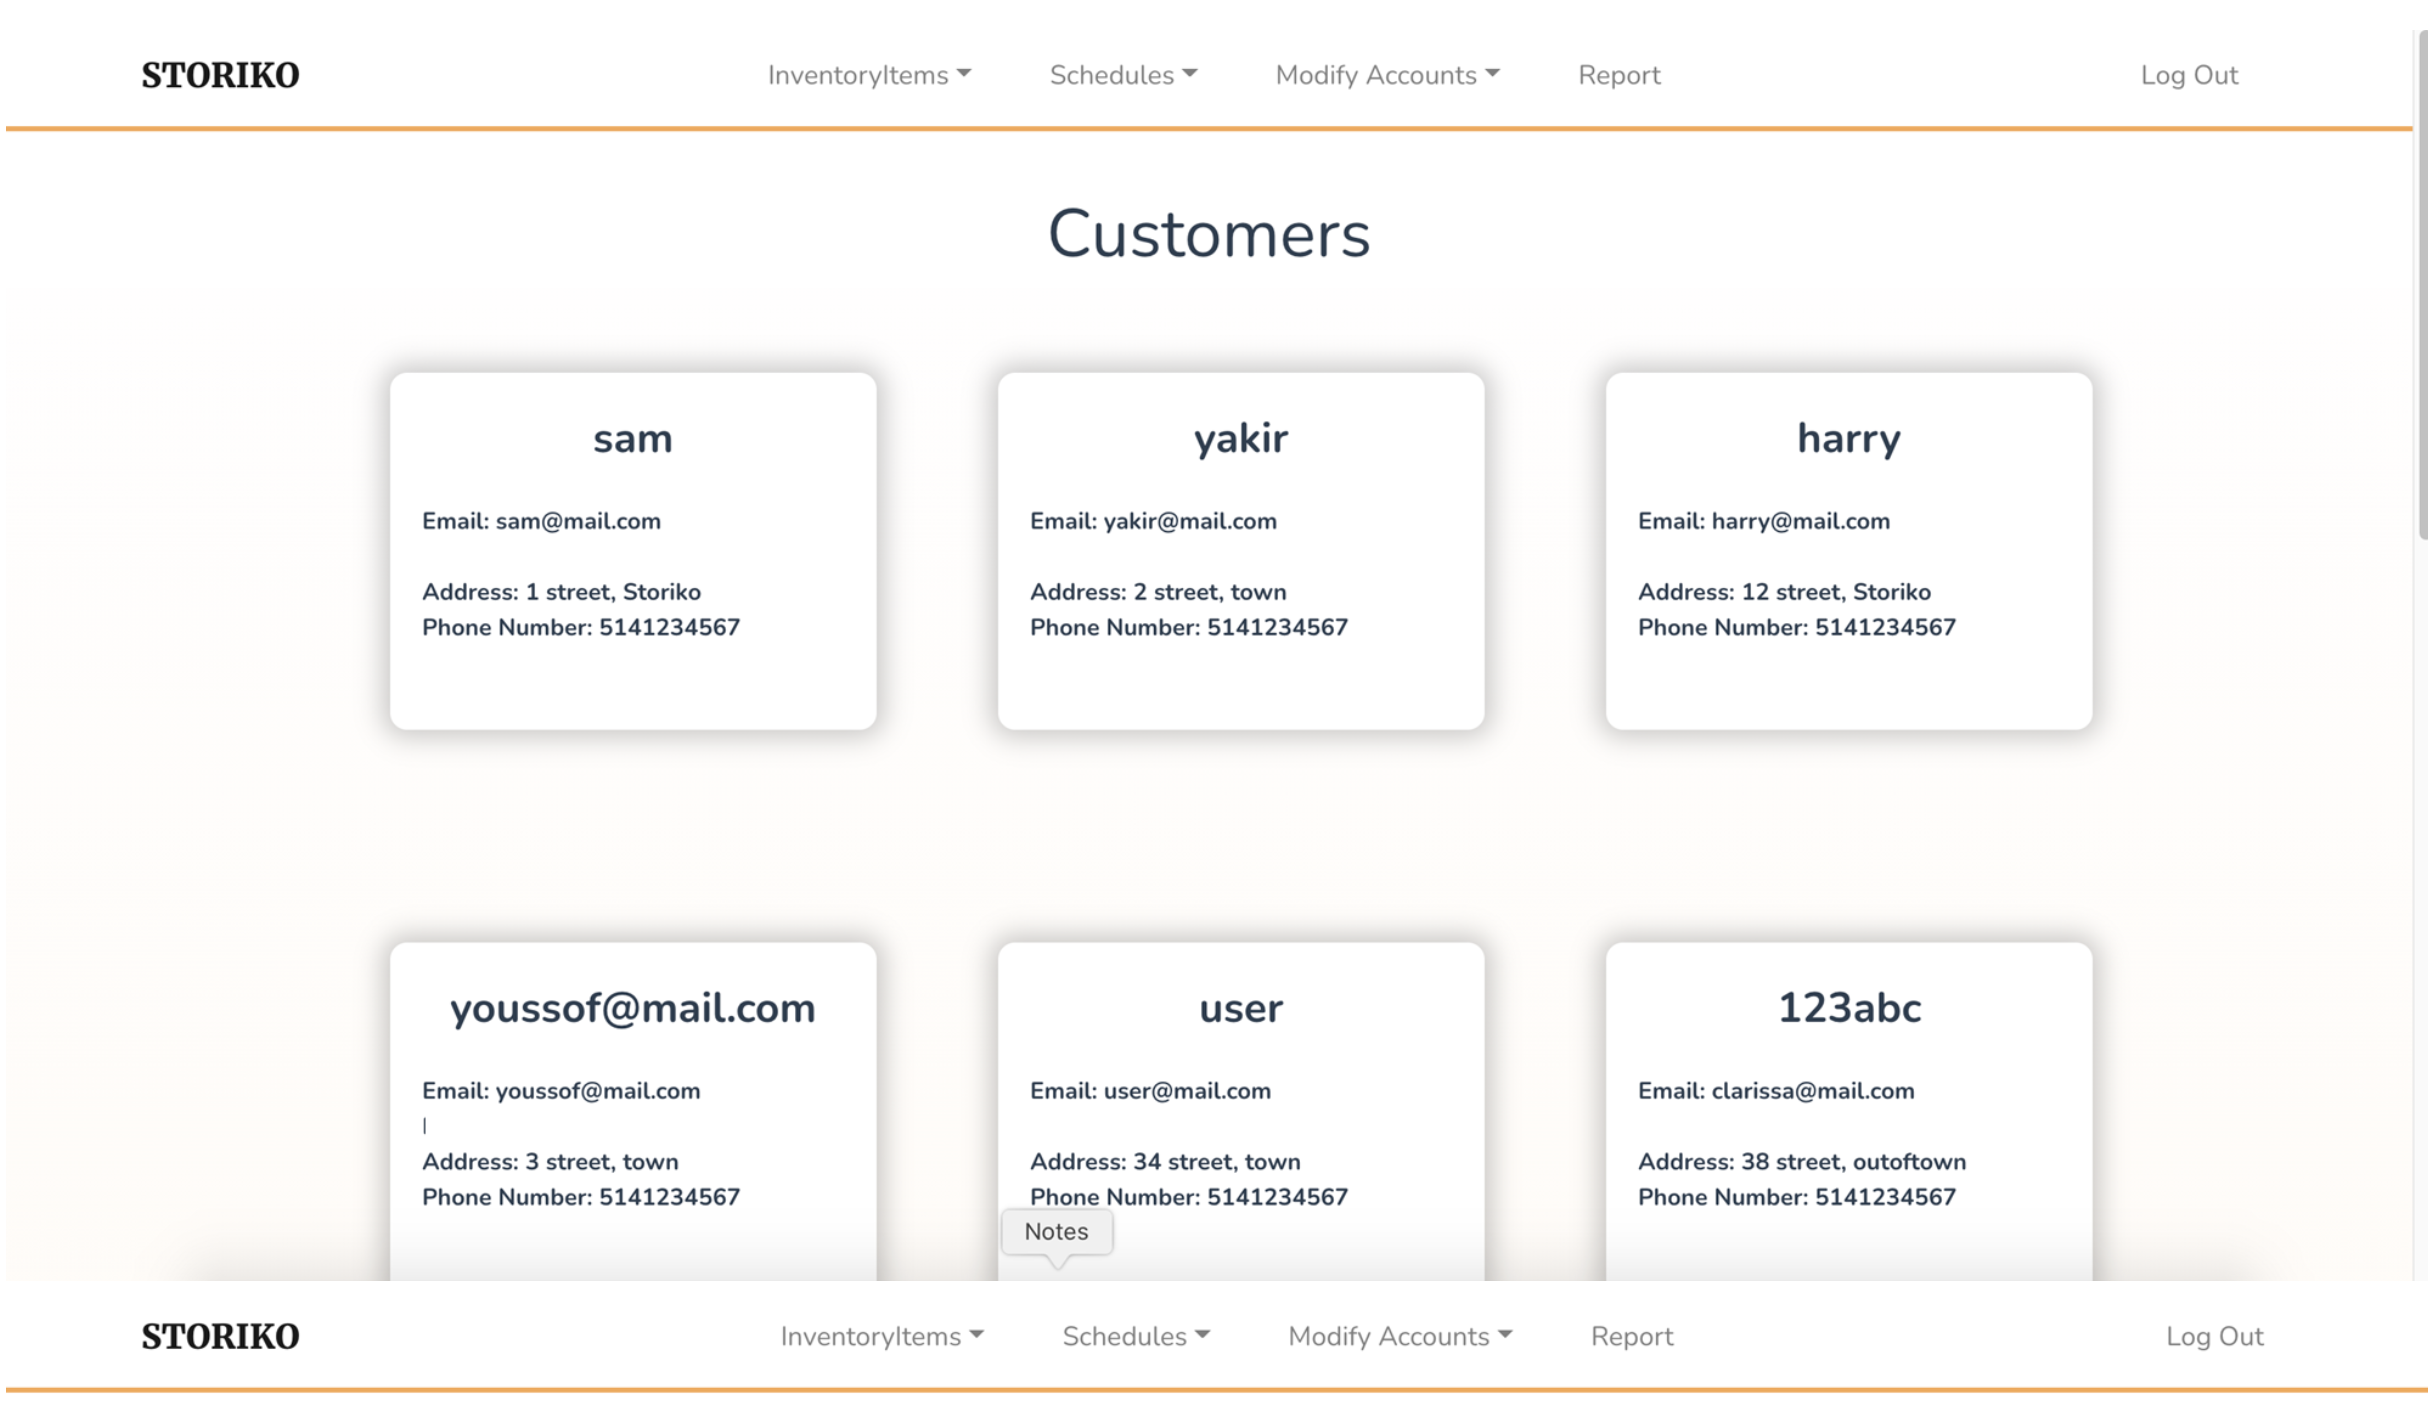 STORIKO InventoryItems Schedules Modify Accounts Report Log Out
Customers
sam
Email: sam@mail.com
Address: 1 street, Storiko
Phone Number: 5141234567
yakir
Email: yakir@mail.com
Address: 2 street, town
Phone Number: 5141234567
harry
Email: harry@mail.com
Address: 12 street, Storiko
Phone Number: 5141234567
youssof@mail.com
Email: youssof@mail.com
Address: 3 street, town
Phone Number: 5141234567
user
Email: user@mail.com
Address: 34 street, town
Phone Number: 5141234567
Notes
123abc
Email: clarissa@mail.com
Address: 38 street, outoftown
Phone Number: 5141234567
STORIKO InventoryItems Schedules Modify Accounts Report Log Out